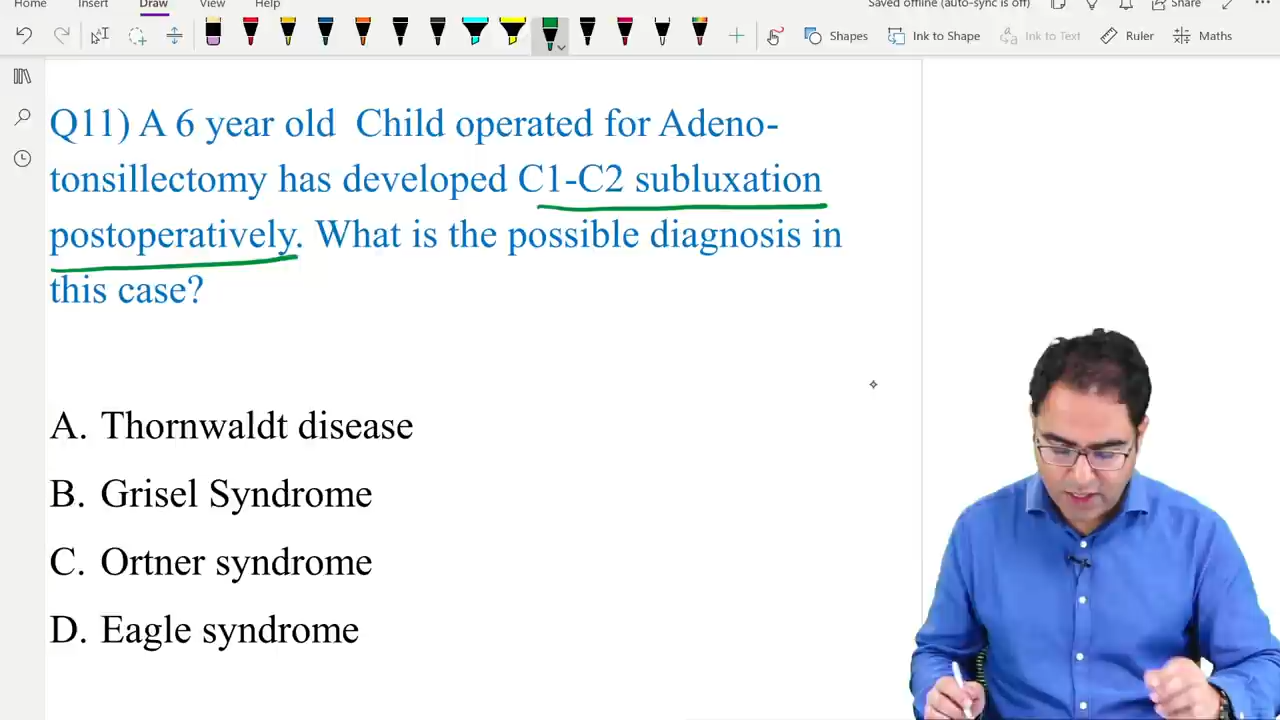 Home Insert Draw View Help Saved offline (auto-sync is off) Share
Shapes Ink to Shape Ink to Text Ruler Maths
Q11) A 6 year old Child operated for Adeno-
tonsillectomy has developed C1-C2 subluxation
postoperatively. What is the possible diagnosis in
this case?
A. Thornwaldt disease
B. Grisel Syndrome
C. Ortner syndrome
D. Eagle syndrome